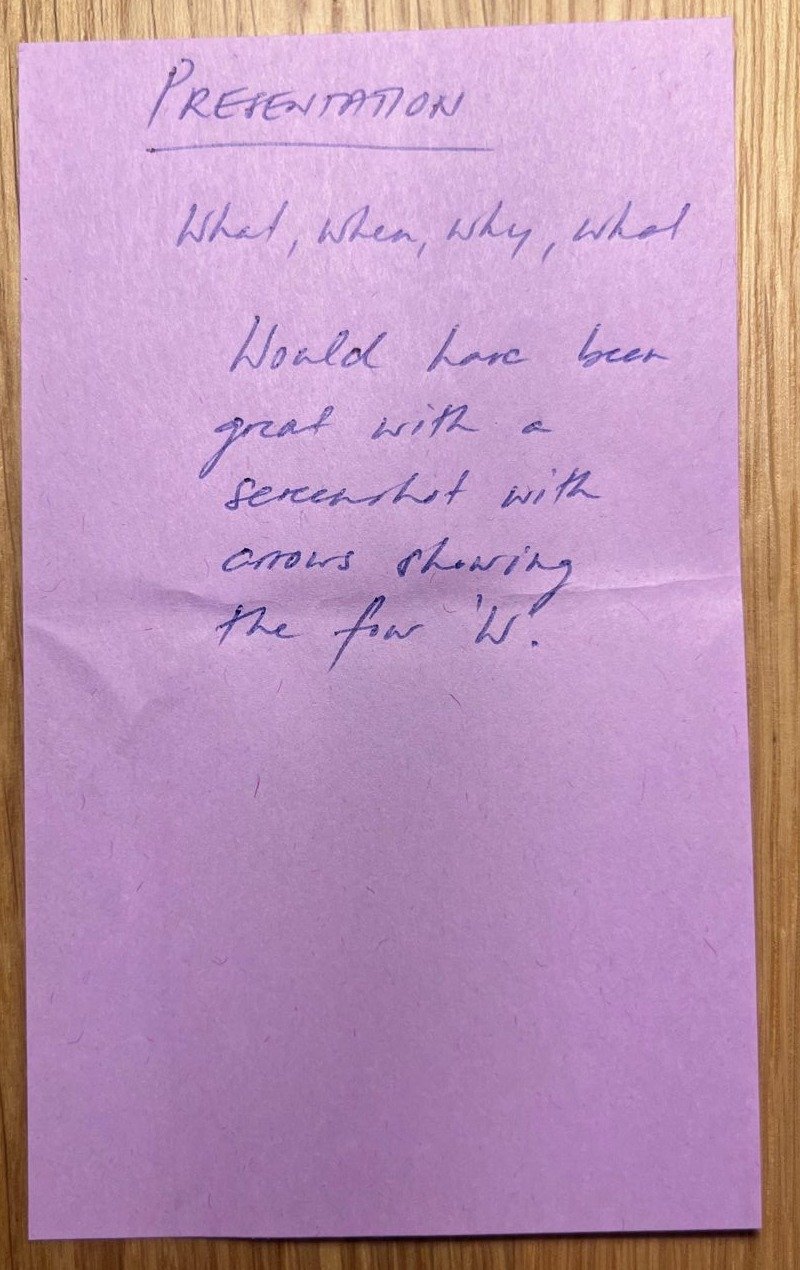 PRESENTATION
What, when, why, what
Would have been
great with a
screenshot with
arrows showing
the four 'W'.